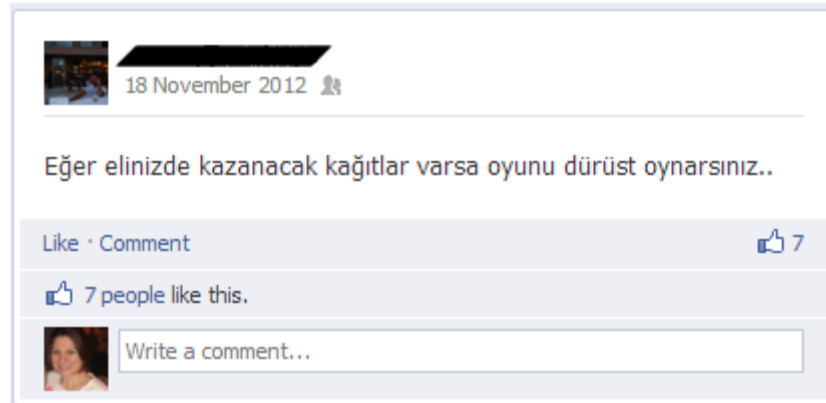 18 November 2012
Eğer elinizde kazanacak kağıtlar varsa oyunu dürüst oynarsınız..
Like · Comment 7
7 people like this.
Write a comment...